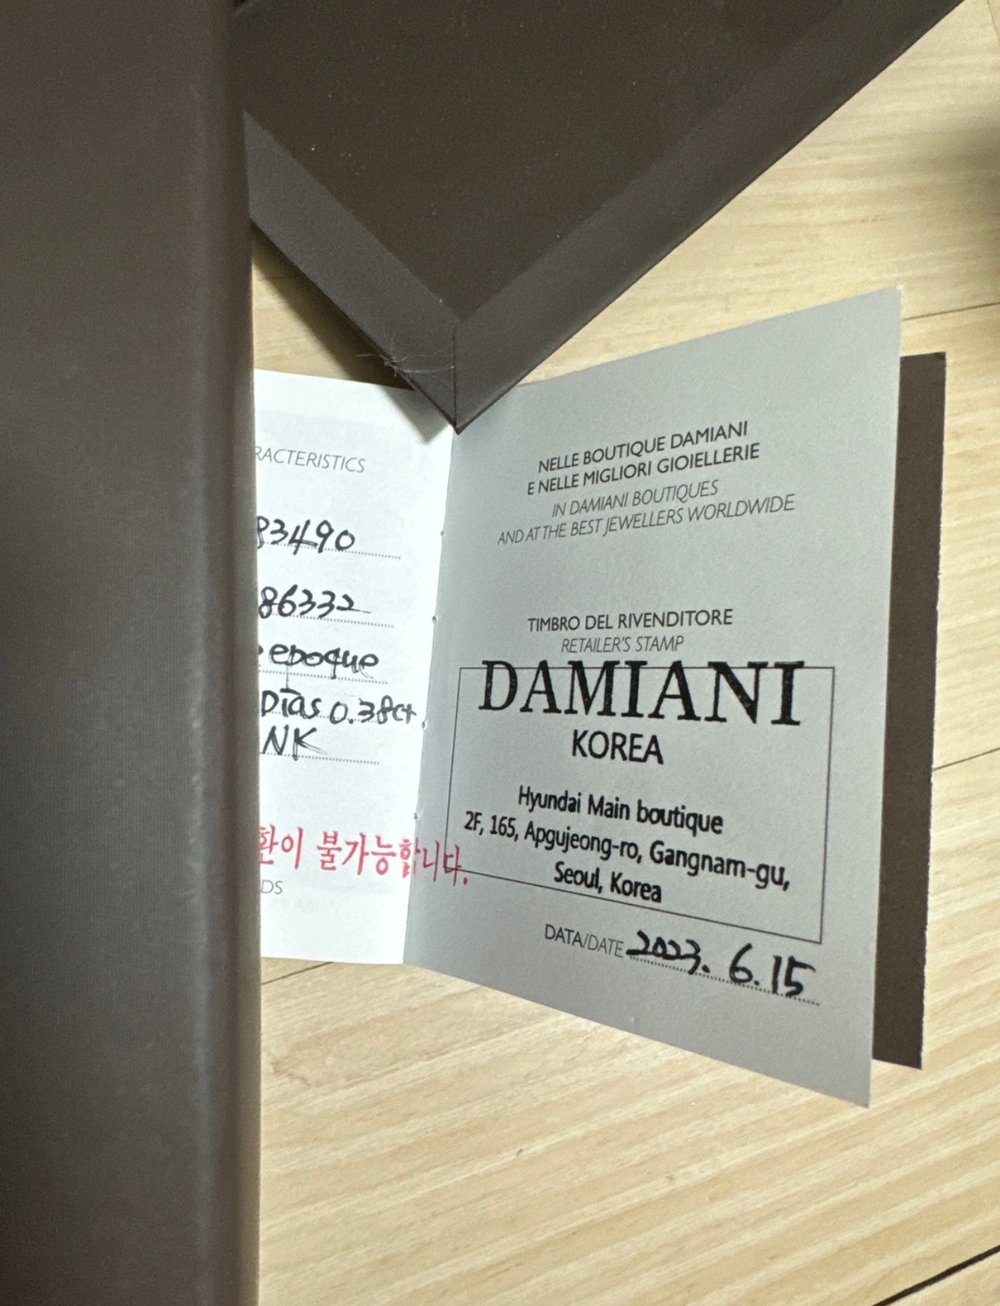 RACTERISTICS
83490
86332
epoque
Dias 0.38ct.
NK
환이 불가능합니다.
DS
NELLE BOUTIQUE DAMIANI
E NELLE MIGLIORI GIOIELLERIE
IN DAMIANI BOUTIQUES
AND AT THE BEST JEWELLERS WORLDWIDE
TIMBRO DEL RIVENDITORE
RETAILER'S STAMP
DAMIANI
KOREA
Hyundai Main boutique
2F, 165, Apgujeong-ro, Gangnam-gu,
Seoul, Korea
DATA/DATE 2023. 6.15